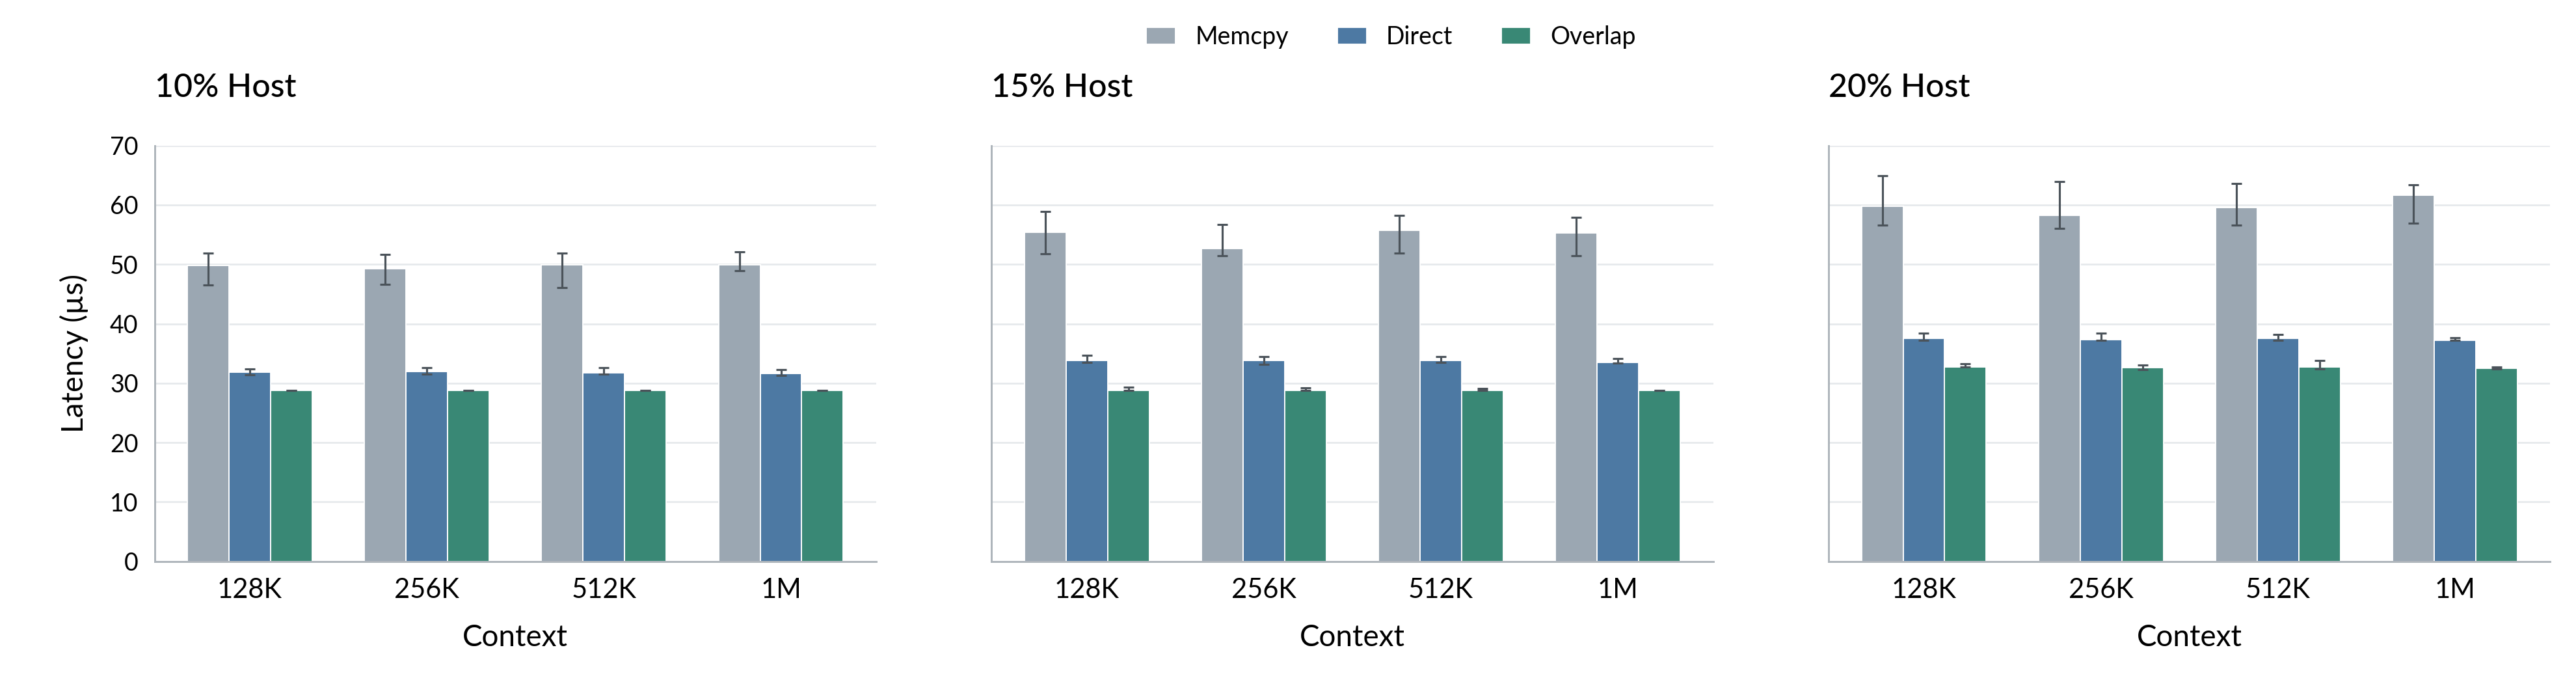 Memcpy Direct Overlap
10% Host
15% Host
20% Host
Latency (µs)
70
60
50
40
30
20
10
0
128K 256K 512K 1M
Context
128K 256K 512K 1M
Context
128K 256K 512K 1M
Context